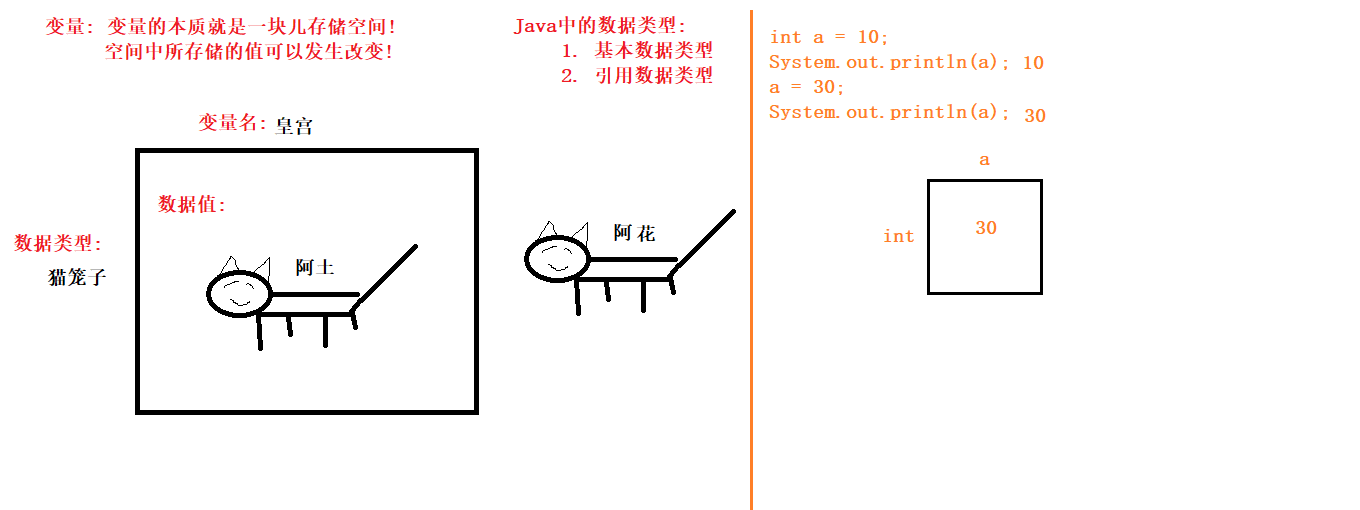 变量: 变量的本质就是一块儿存储空间!
空间中所存储的值可以发生改变!
变量名: 皇宫
数据值:
数据类型:
猫笼子
阿土
Java中的数据类型:
1. 基本数据类型
2. 引用数据类型
阿花
int a = 10;
System.out.println(a); 10
a = 30;
System.out.println(a); 30
a
int
30